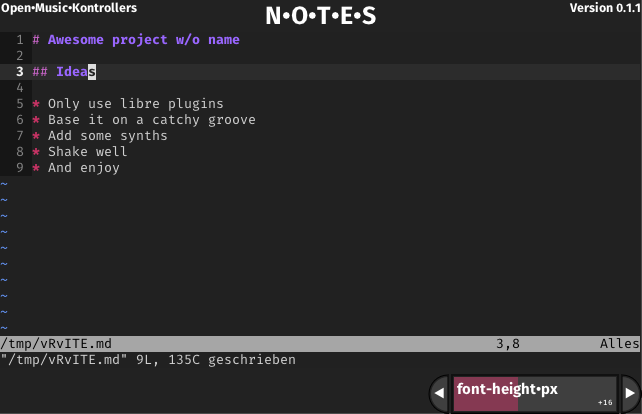 Open•Music•Kontrollers
N•O•T•E•S
Version 0.1.1
1 # Awesome project w/o name
2
3 ## Ideas
4
5 * Only use libre plugins
6 * Base it on a catchy groove
7 * Add some synths
8 * Shake well
9 * And enjoy
~
~
~
~
~
~
~
~
~
~
/tmp/vRvITE.md 3,8 Alles
"/tmp/vRvITE.md" 9L, 135C geschrieben
font-height•px
+16